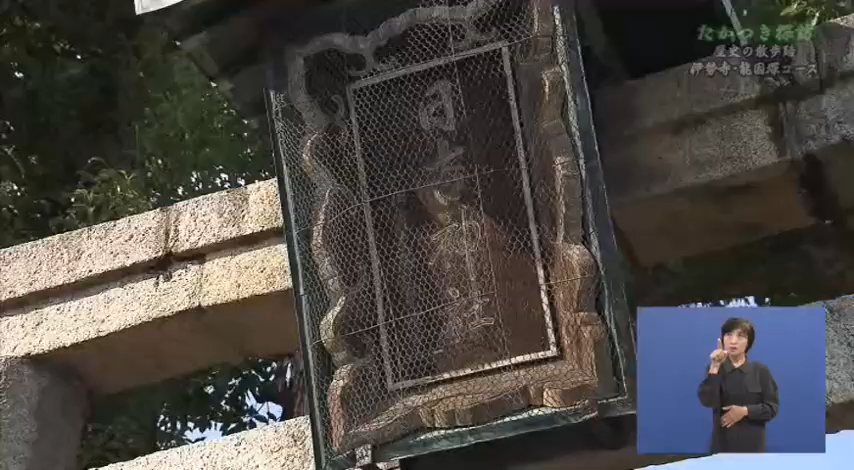 たかつき探訪
歴史の散歩路
伊勢寺・能因塚コース
日吉神社